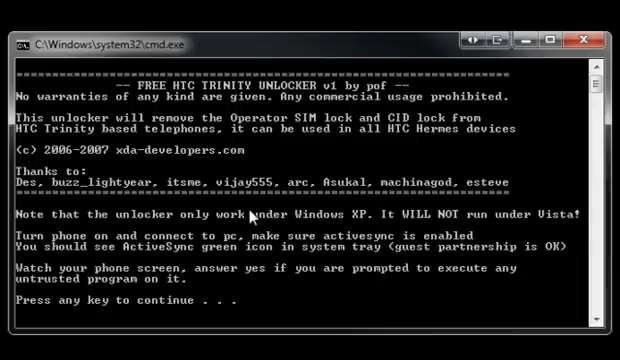 C:\Windows\system32\cmd.exe
================================================================
-- FREE HTC TRINITY UNLOCKER v1 by pof --
No warranties of any kind are given. Any commercial usage prohibited.
This unlocker will remove the Operator SIM lock and CID lock from
HTC Trinity based telephones, it can be used in all HTC Hermes devices
(c) 2006-2007 xda-developers.com
Thanks to:
Des, buzz_lightyear, itsme, vijay555, arc, Asukal, machinagod, esteve
================================================================
Note that the unlocker only work under Windows XP. It WILL NOT run under Vista!
Turn phone on and connect to pc, make sure activesync is enabled
You should see ActiveSync green icon in system tray (guest partnership is OK)
Watch your phone screen, answer yes if you are prompted to execute any
untrusted program on it.
Press any key to continue . . .